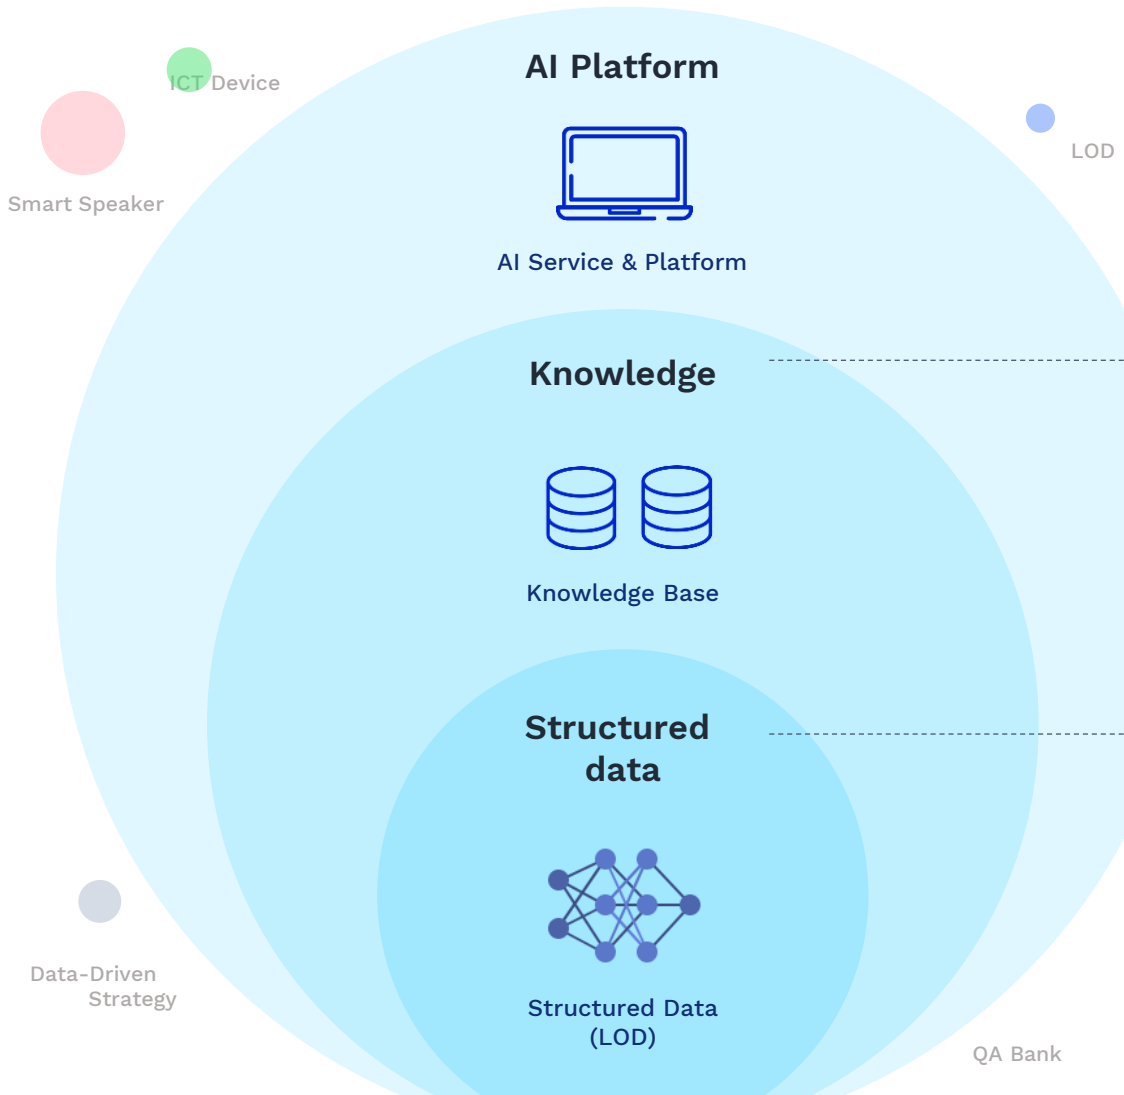 AI Platform
ICT Device
LOD
Smart Speaker
AI Service & Platform
Knowledge
Knowledge Base
Structured
data
Data-Driven
Strategy
Structured Data
(LOD)
QA Bank